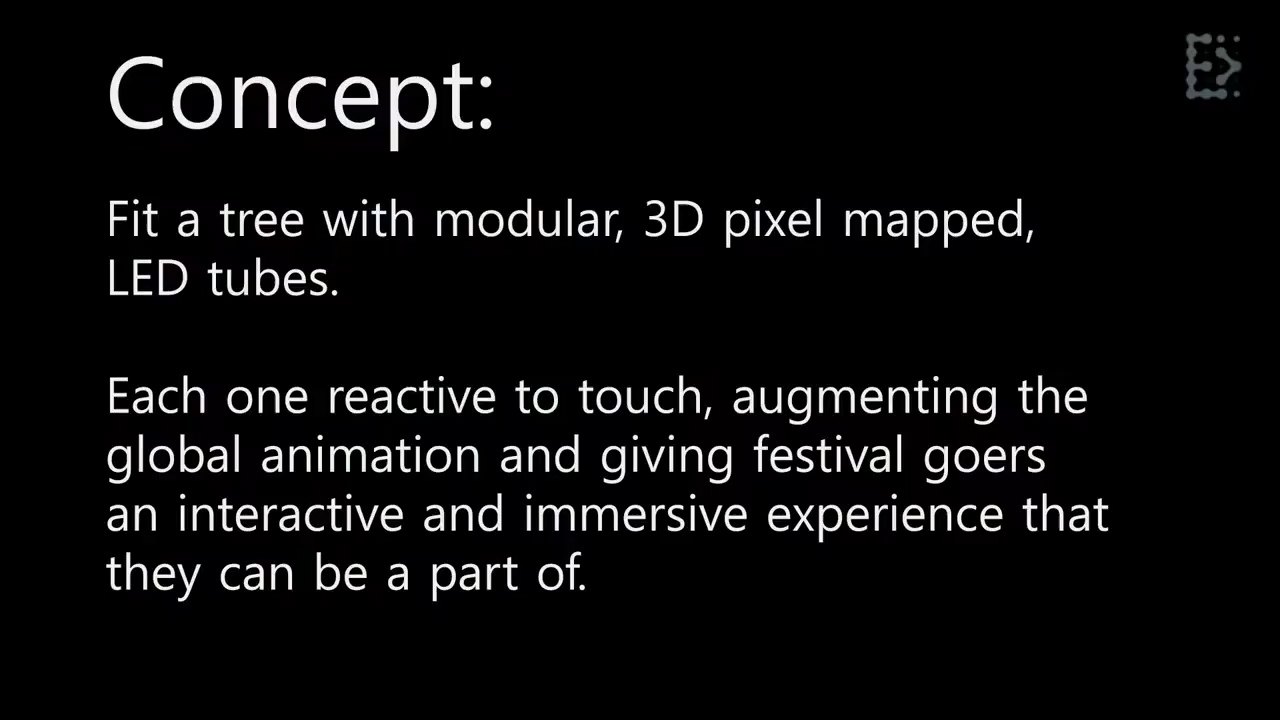 Concept:
Fit a tree with modular, 3D pixel mapped,
LED tubes.
Each one reactive to touch, augmenting the
global animation and giving festival goers
an interactive and immersive experience that
they can be a part of.